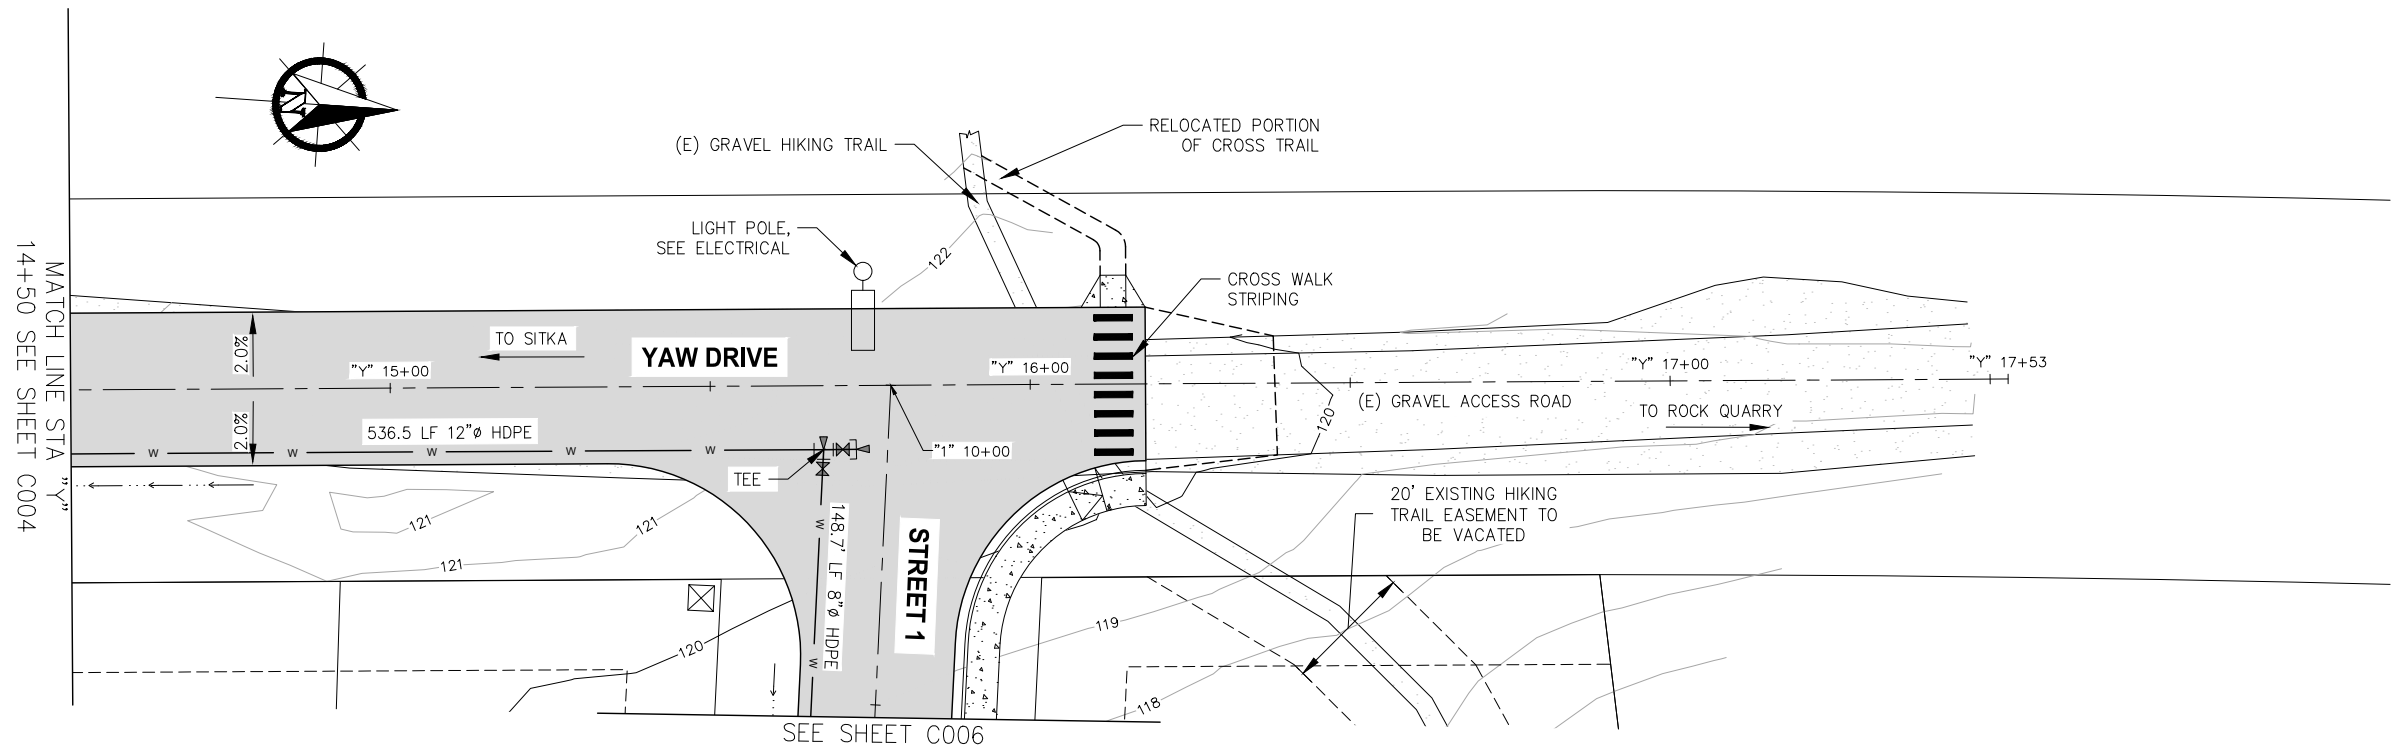 RELOCATED PORTION
OF CROSS TRAIL
(E) GRAVEL HIKING TRAIL
LIGHT POLE,
SEE ELECTRICAL
122
CROSS WALK
STRIPING
MATCH LINE STA "Y"
14+50 SEE SHEET C004
2.0%
2.0%
TO SITKA
"Y" 15+00
YAW DRIVE
"Y" 16+00
"Y" 17+00
"Y" 17+53
(E) GRAVEL ACCESS ROAD
TO ROCK QUARRY
120
536.5 LF 12"ø HDPE
W
W
W
W
W
"1" 10+00
TEE
W
W
148.7' LF 8"ø HDPE
STREET 1
20' EXISTING HIKING
TRAIL EASEMENT TO
BE VACATED
121
121
121
120
119
118
SEE SHEET C006